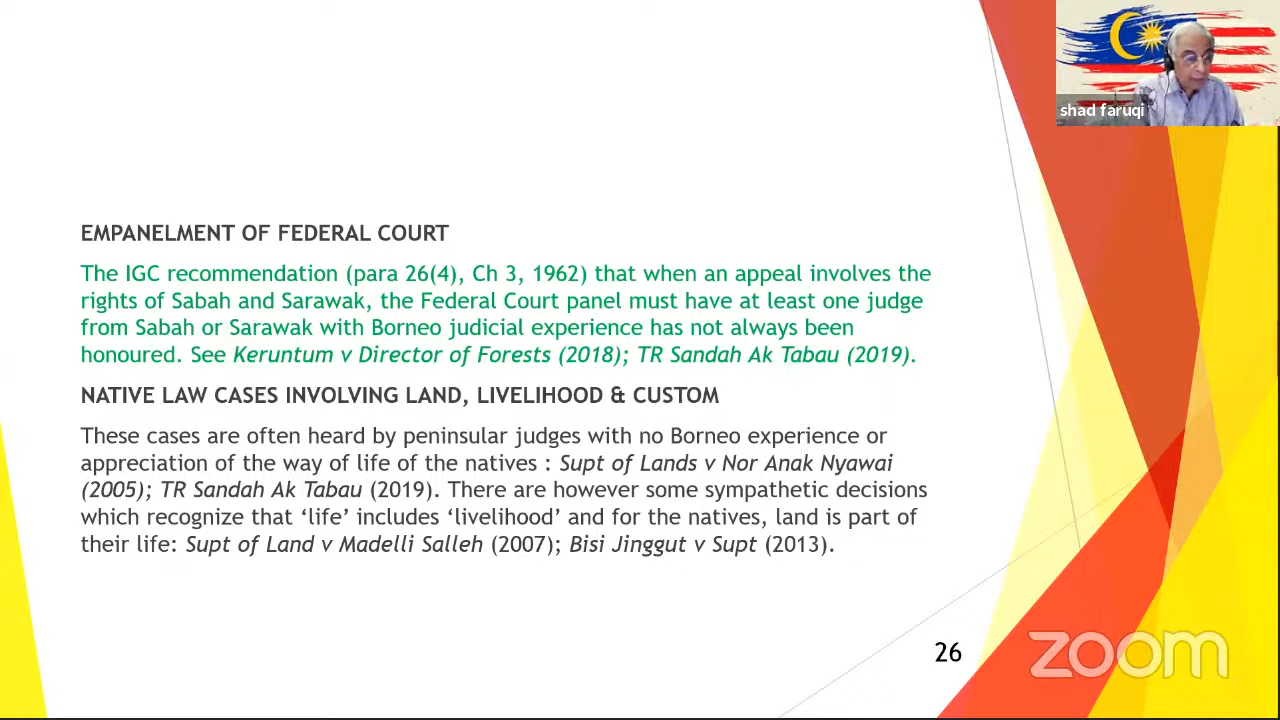 shad faruqi
EMPANELMENT OF FEDERAL COURT
The IGC recommendation (para 26(4), Ch 3, 1962) that when an appeal involves the
rights of Sabah and Sarawak, the Federal Court panel must have at least one judge
from Sabah or Sarawak with Borneo judicial experience has not always been
honoured. See Keruntum v Director of Forests (2018); TR Sandah Ak Tabau (2019).
NATIVE LAW CASES INVOLVING LAND, LIVELIHOOD & CUSTOM
These cases are often heard by peninsular judges with no Borneo experience or
appreciation of the way of life of the natives : Supt of Lands v Nor Anak Nyawai
(2005); TR Sandah Ak Tabau (2019). There are however some sympathetic decisions
which recognize that ‘life’ includes ‘livelihood’ and for the natives, land is part of
their life: Supt of Land v Madelli Salleh (2007); Bisi Jinggut v Supt (2013).
26
zoom